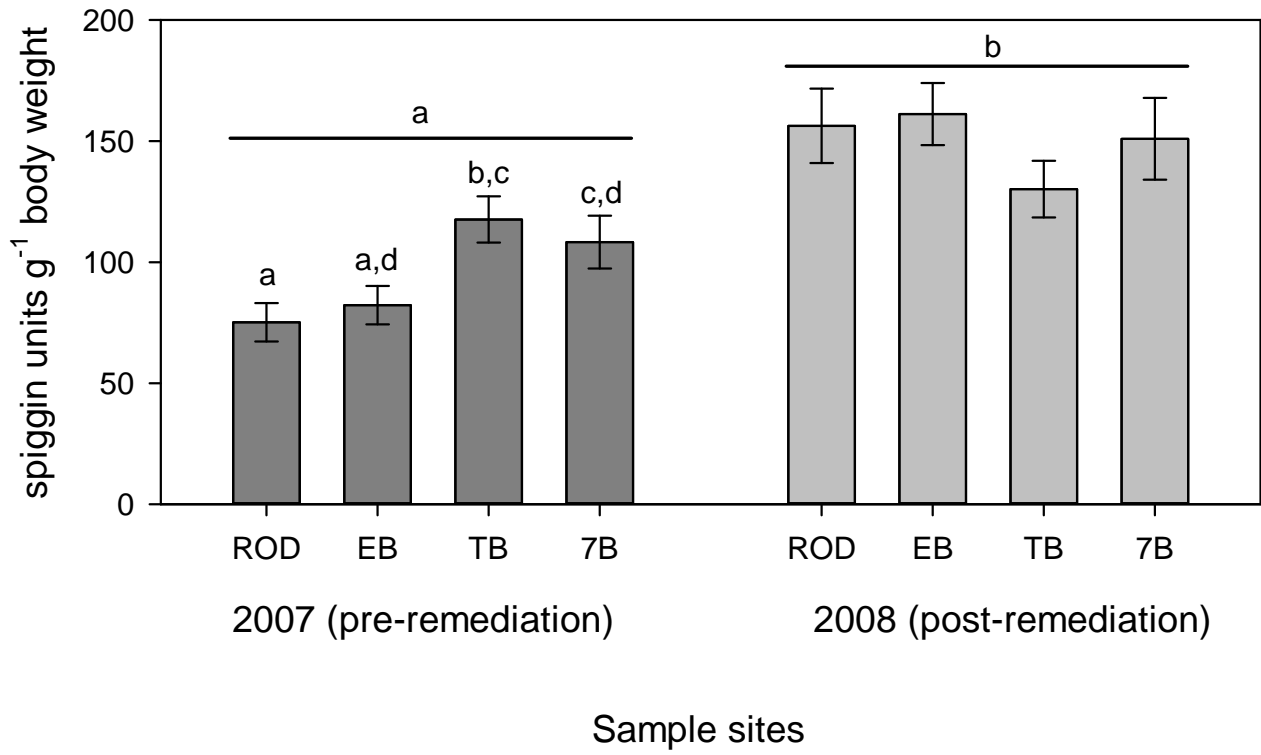 spiggin units g⁻¹ body weight
200
150
100
50
0
a
a
a,d
b,c
c,d
b
ROD EB TB 7B
ROD EB TB 7B
2007 (pre-remediation)
2008 (post-remediation)
Sample sites